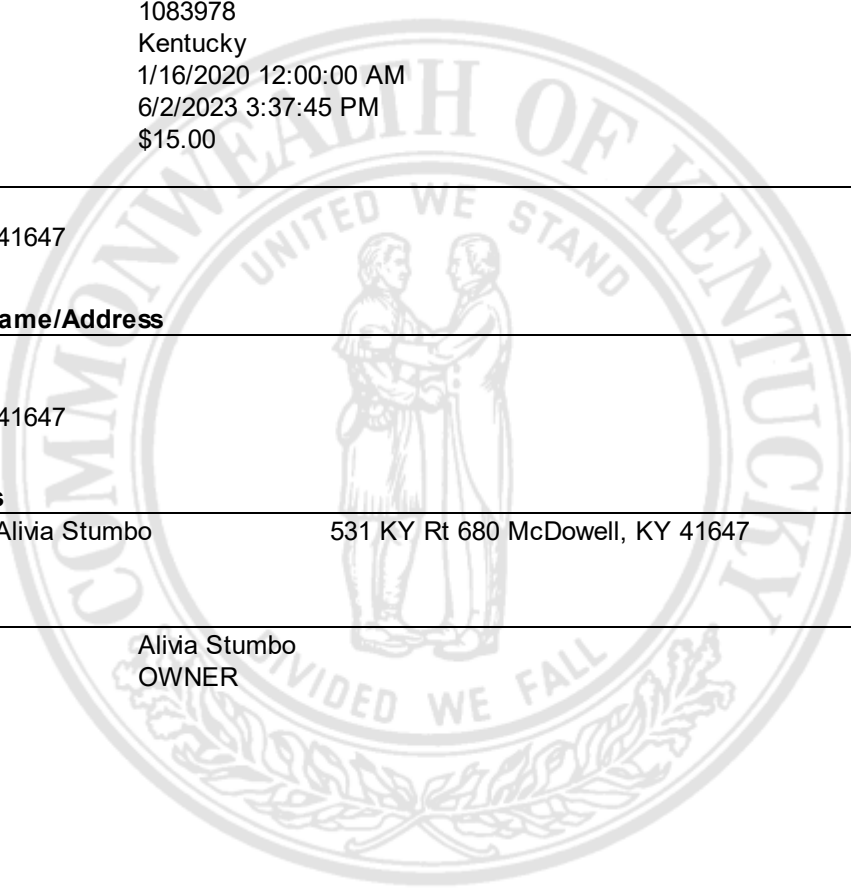 1083978
Kentucky
1/16/2020 12:00:00 AM
6/2/2023 3:37:45 PM
$15.00
41647
ame/Address
41647
s
Alivia Stumbo 531 KY Rt 680 McDowell, KY 41647
Alivia Stumbo
OWNER
COMMONWEALTH OF KENTUCKY
UNITED WE STAND
DIVIDED WE FALL